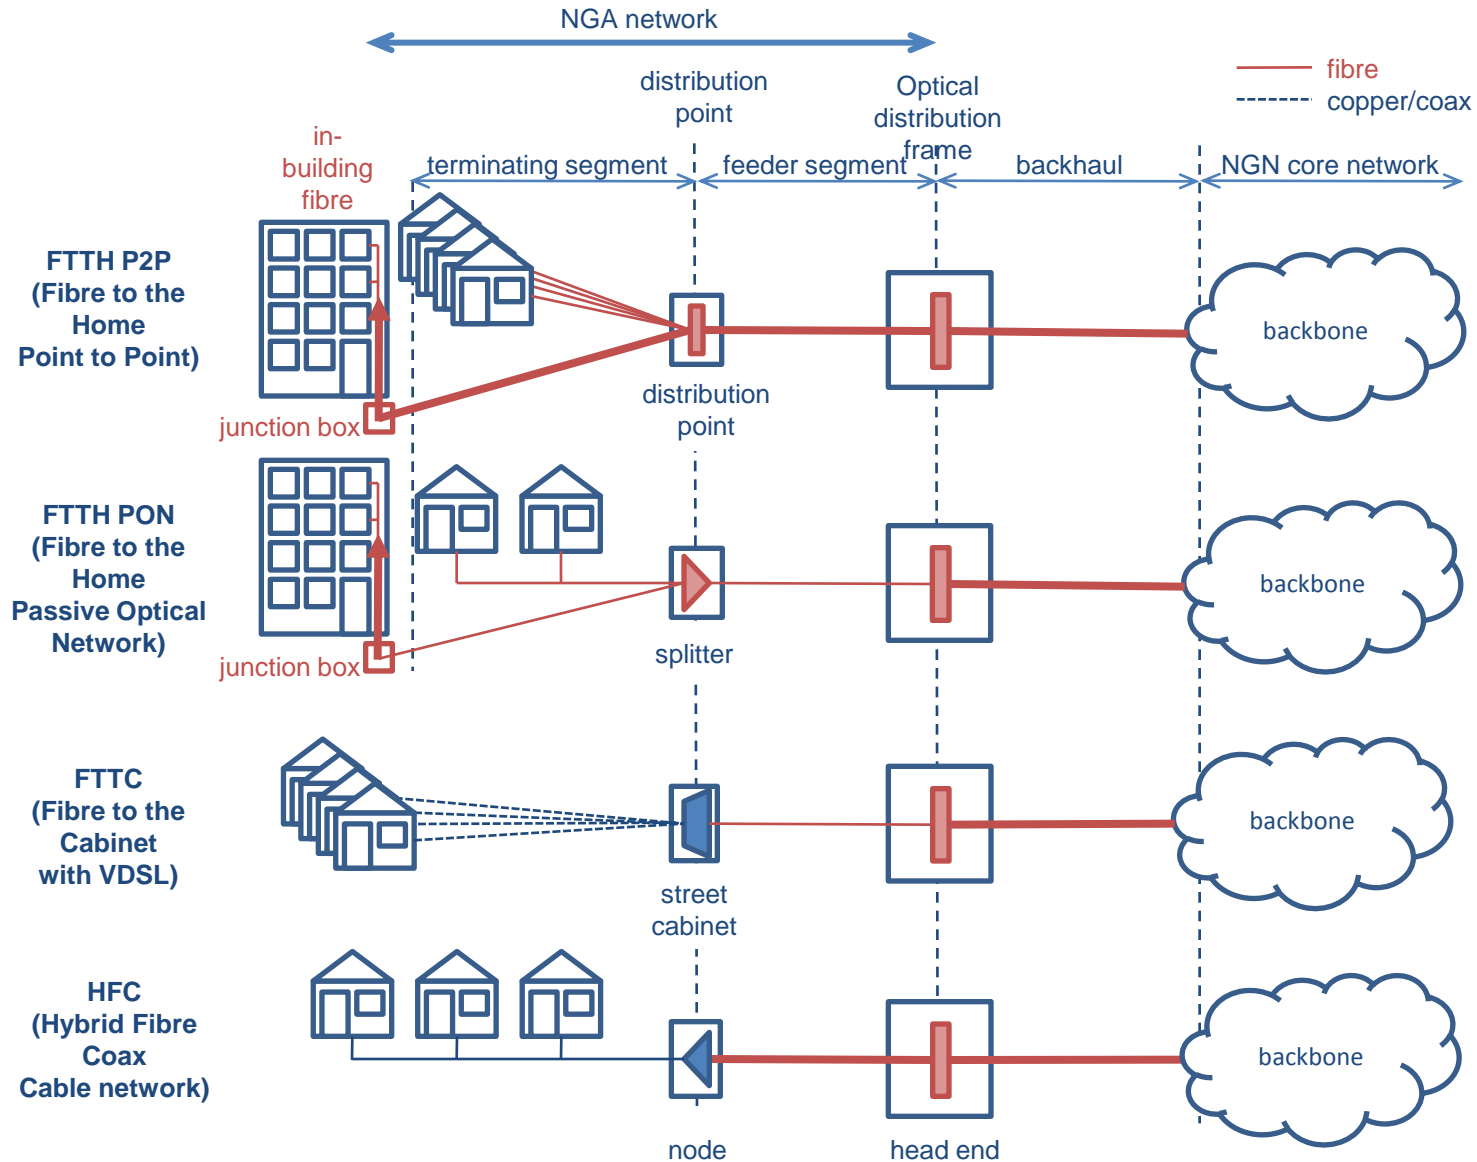 NGA network
fibre
copper/coax
distribution
point
Optical
distribution
frame
in-
building
fibre
terminating segment
feeder segment
backhaul
NGN core network
FTTH P2P
(Fibre to the
Home
Point to Point)
backbone
distribution
point
junction box
FTTH PON
(Fibre to the
Home
Passive Optical
Network)
backbone
splitter
junction box
FTTC
(Fibre to the
Cabinet
with VDSL)
backbone
street
cabinet
HFC
(Hybrid Fibre
Coax
Cable network)
backbone
node
head end